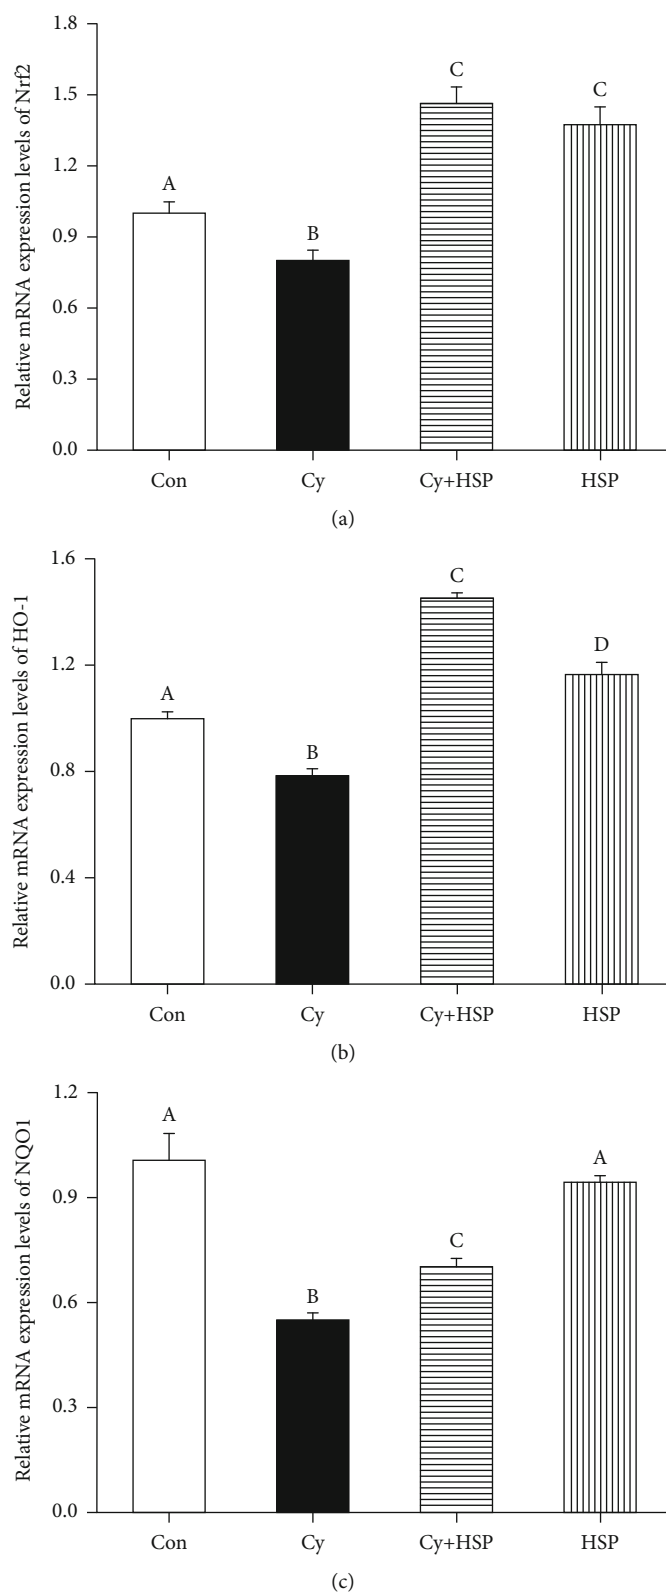 Relative mRNA expression levels of Nrf2
1.8
1.5
1.2
0.9
0.6
0.3
0.0
A
B
C
C
Con Cy Cy+HSP HSP
(a)
Relative mRNA expression levels of HO-1
1.6
1.2
0.8
0.4
0.0
A
B
C
D
Con Cy Cy+HSP HSP
(b)
Relative mRNA expression levels of NQO1
1.2
0.9
0.6
0.3
0.0
A
B
C
A
Con Cy Cy+HSP HSP
(c)